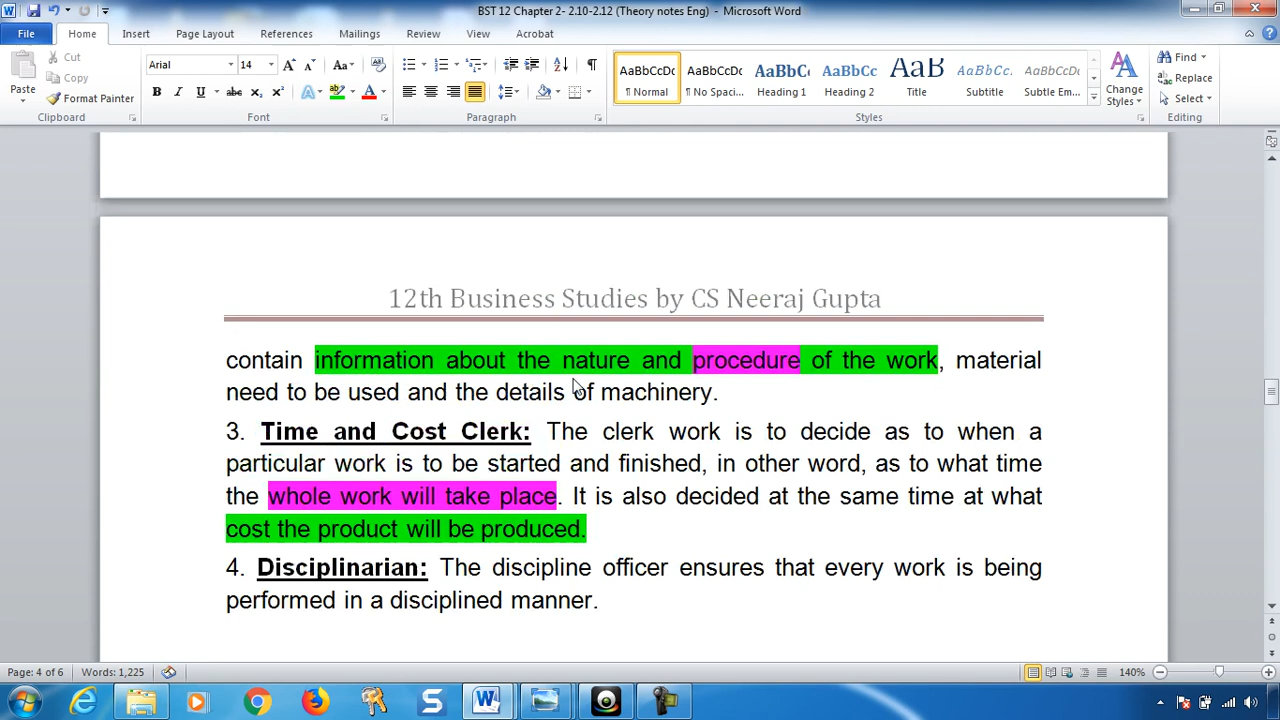 BST 12 Chapter 2- 2.10-2.12 (Theory notes Eng) - Microsoft Word
File Home Insert Page Layout References Mailings Review View Acrobat
Paste
Cut
Copy
Format Painter
Clipboard
Arial 14
Font
Paragraph
AaBbCcDc AaBbCcDc AaBbCc AaBbCc AaB AaBbCcDc AaBbCcDc
¶ Normal ¶ No Spaci... Heading 1 Heading 2 Title Subtitle Subtle Em...
Styles
Change
Styles
Find
Replace
Select
Editing
12th Business Studies by CS Neeraj Gupta
contain information about the nature and procedure of the work, material
need to be used and the details of machinery.
3. Time and Cost Clerk: The clerk work is to decide as to when a
particular work is to be started and finished, in other word, as to what time
the whole work will take place. It is also decided at the same time at what
cost the product will be produced.
4. Disciplinarian: The discipline officer ensures that every work is being
performed in a disciplined manner.
Page: 4 of 6 Words: 1,225 140%